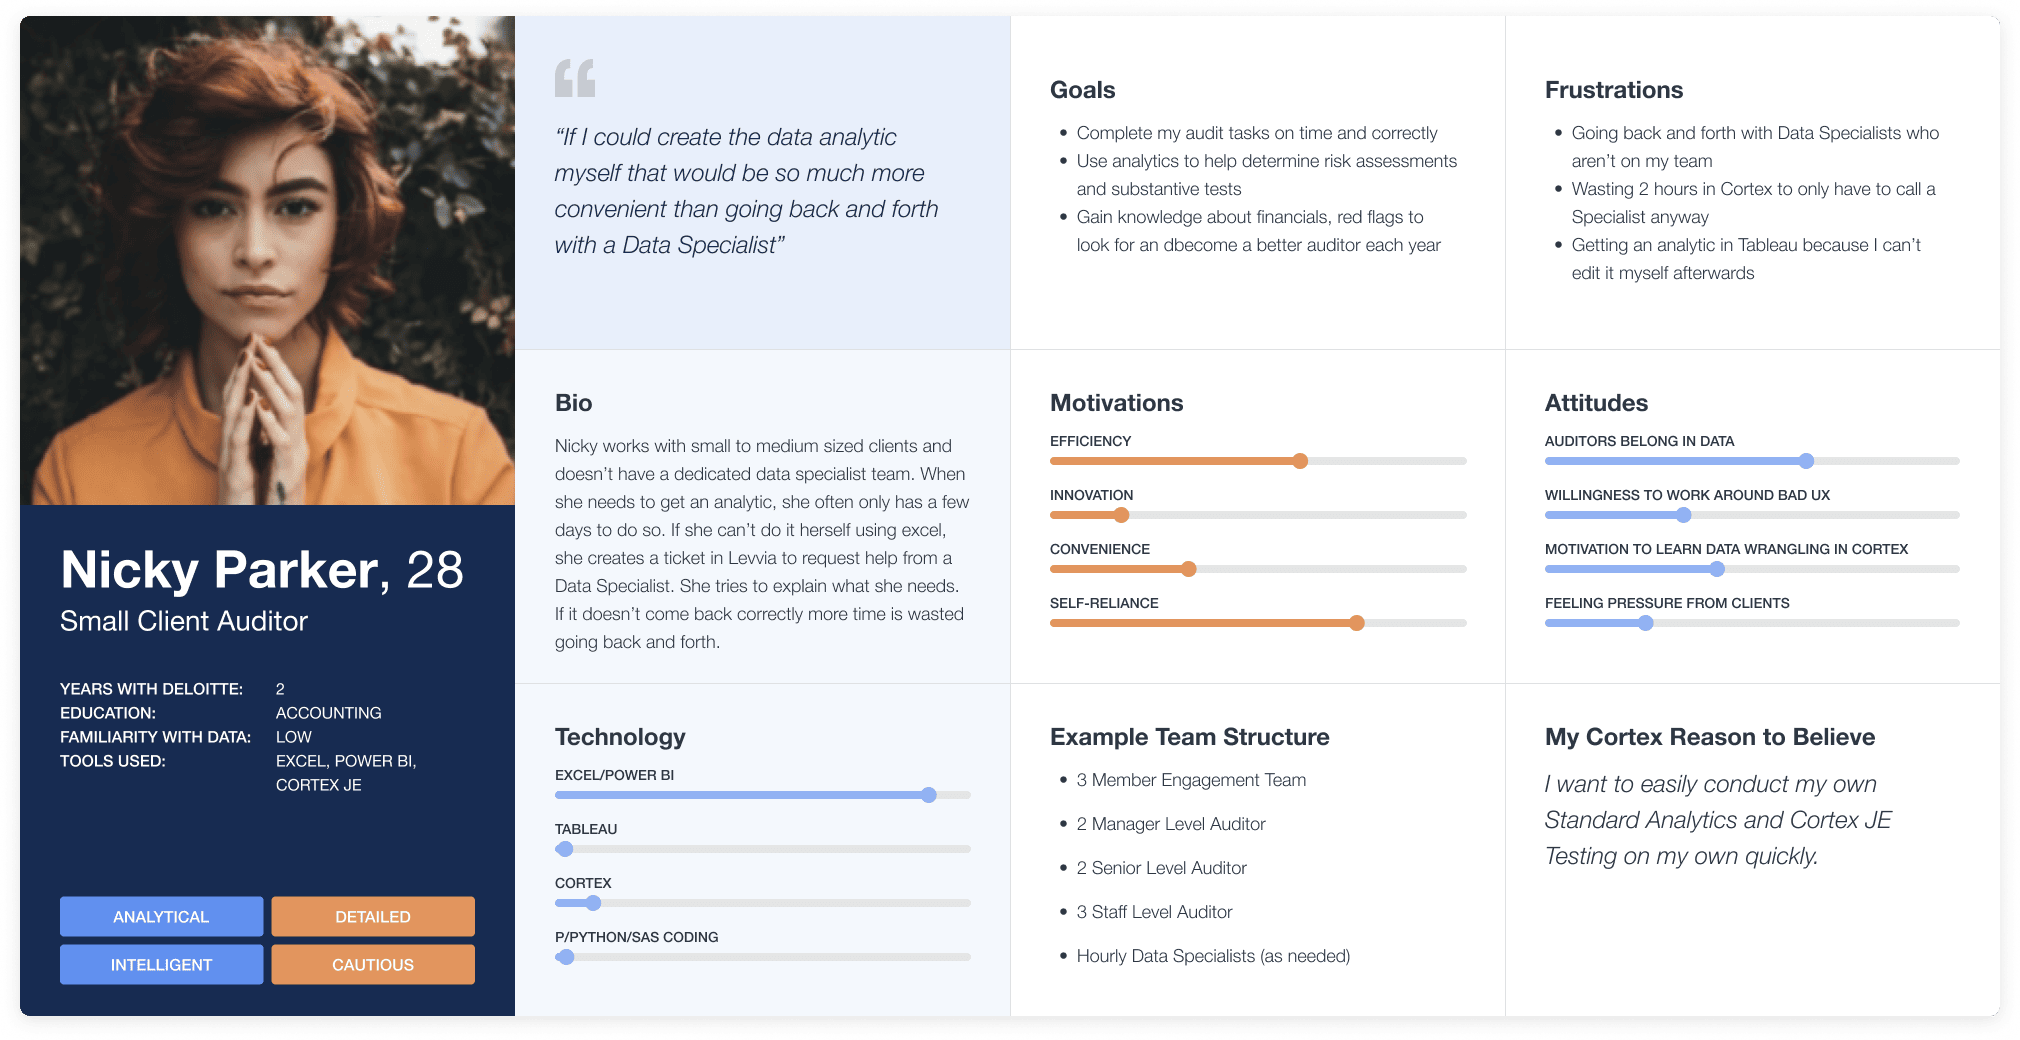 “If I could create the data analytic
myself that would be so much more
convenient than going back and forth
with a Data Specialist”
Goals
• Complete my audit tasks on time and correctly
• Use analytics to help determine risk assessments
and substantive tests
• Gain knowledge about financials, red flags to
look for an dbecome a better auditor each year
Frustrations
• Going back and forth with Data Specialists who
aren’t on my team
• Wasting 2 hours in Cortex to only have to call a
Specialist anyway
• Getting an analytic in Tableau because I can’t
edit it myself afterwards
Nicky Parker, 28
Small Client Auditor
YEARS WITH DELOITTE: 2
EDUCATION: ACCOUNTING
FAMILIARITY WITH DATA: LOW
TOOLS USED: EXCEL, POWER BI,
CORTEX JE
ANALYTICAL
DETAILED
INTELLIGENT
CAUTIOUS
Bio
Nicky works with small to medium sized clients and
doesn’t have a dedicated data specialist team. When
she needs to get an analytic, she often only has a few
days to do so. If she can’t do it herself using excel,
she creates a ticket in Levvia to request help from a
Data Specialist. She tries to explain what she needs.
If it doesn’t come back correctly more time is wasted
going back and forth.
Motivations
EFFICIENCY
INNOVATION
CONVENIENCE
SELF-RELIANCE
Attitudes
AUDITORS BELONG IN DATA
WILLINGNESS TO WORK AROUND BAD UX
MOTIVATION TO LEARN DATA WRANGLING IN CORTEX
FEELING PRESSURE FROM CLIENTS
Technology
EXCEL/POWER BI
TABLEAU
CORTEX
P/PYTHON/SAS CODING
Example Team Structure
• 3 Member Engagement Team
• 2 Manager Level Auditor
• 2 Senior Level Auditor
• 3 Staff Level Auditor
• Hourly Data Specialists (as needed)
My Cortex Reason to Believe
I want to easily conduct my own
Standard Analytics and Cortex JE
Testing on my own quickly.